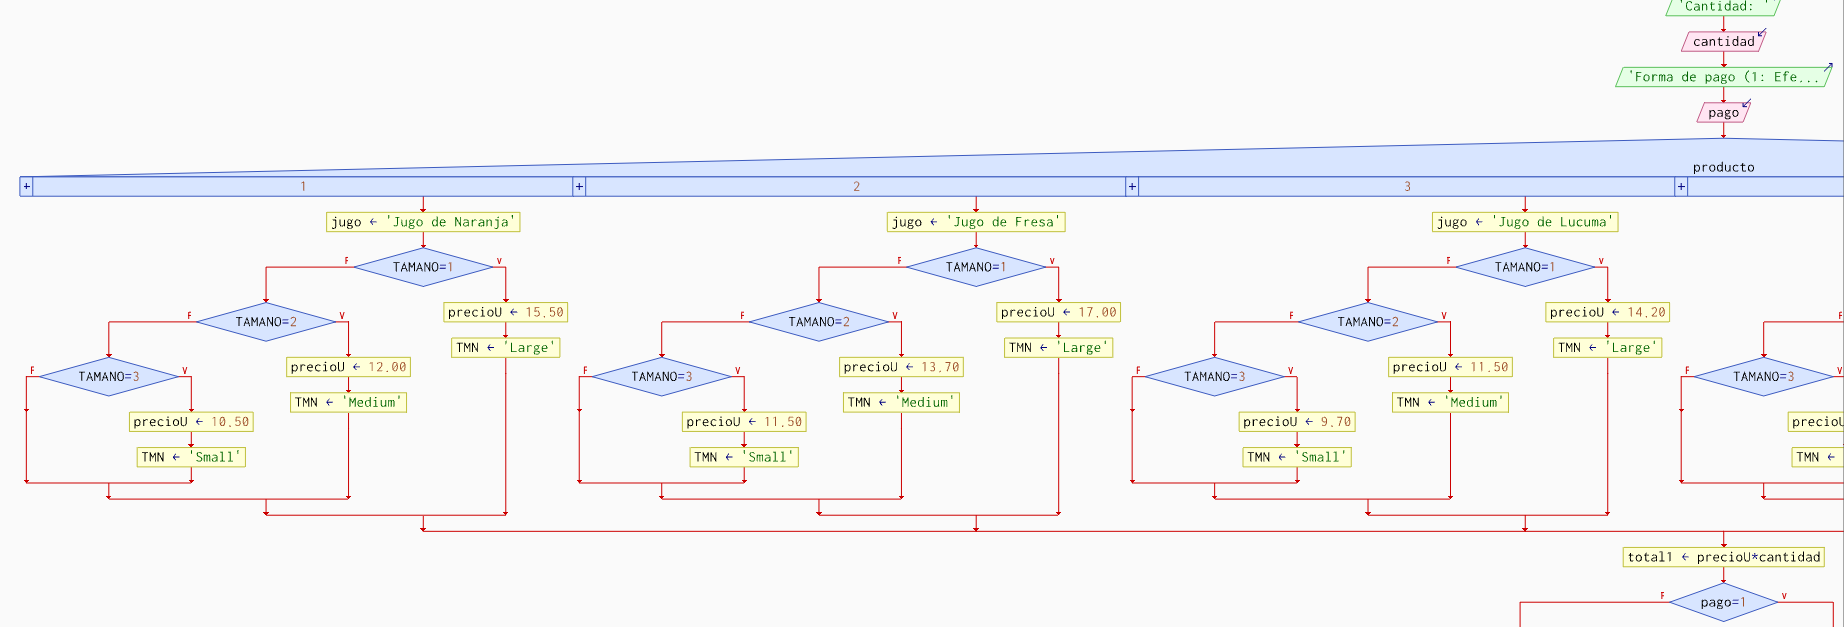 'Cantidad: '
cantidad
'Forma de pago (1: Efe...
pago
producto
+ 1 + 2 + 3 +
jugo ← 'Jugo de Naranja' jugo ← 'Jugo de Fresa' jugo ← 'Jugo de Lucuma'
F TAMANO=1 V F TAMANO=1 V F TAMANO=1 V
precioU ← 15.50 precioU ← 17.00 precioU ← 14.20
F TAMANO=2 V F TAMANO=2 V F TAMANO=2 V F
TMN ← 'Large' TMN ← 'Large' TMN ← 'Large'
precioU ← 12.00 precioU ← 13.70 precioU ← 11.50
F TAMANO=3 V F TAMANO=3 V F TAMANO=3 V F TAMANO=3 V
TMN ← 'Medium' TMN ← 'Medium' TMN ← 'Medium'
precioU ← 10.50 precioU ← 11.50 precioU ← 9.70 precioU
TMN ← 'Small' TMN ← 'Small' TMN ← 'Small' TMN ←
total1 ← precioU*cantidad
F pago=1 V